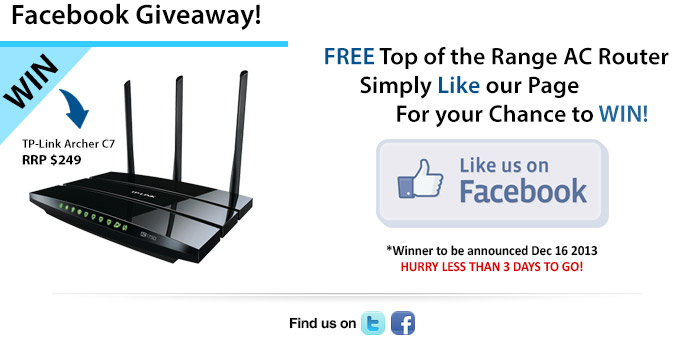 Facebook Giveaway!
WIN
TP-Link Archer C7
RRP $249
TP-LINK
FREE Top of the Range AC Router
Simply Like our Page
For your Chance to WIN!
Like us on
Facebook
*Winner to be announced Dec 16 2013
HURRY LESS THAN 3 DAYS TO GO!
Find us on